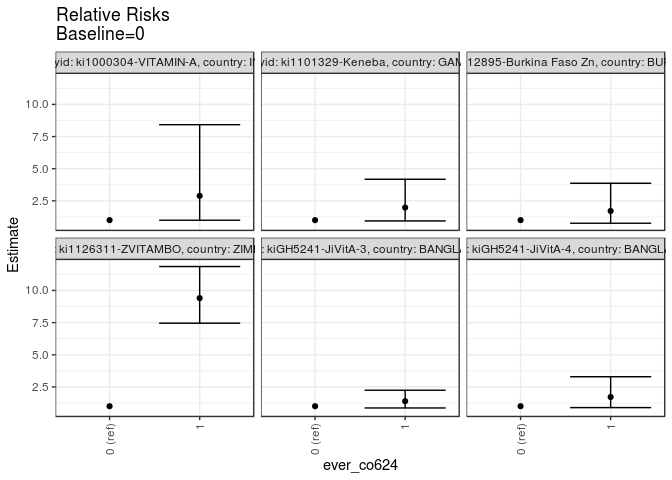 Relative Risks
Baseline=0
yid: ki1000304-VITAMIN-A, country: I
yid: ki1101329-Keneba, country: GAM
12895-Burkina Faso Zn, country: BUR
10.0
7.5
5.0
2.5
: ki1126311-ZVITAMBO, country: ZIM
: kiGH5241-JiVitA-3, country: BANGLA
: kiGH5241-JiVitA-4, country: BANGLA
10.0
7.5
5.0
2.5
Estimate
0 (ref)
1
0 (ref)
1
0 (ref)
1
ever_co624